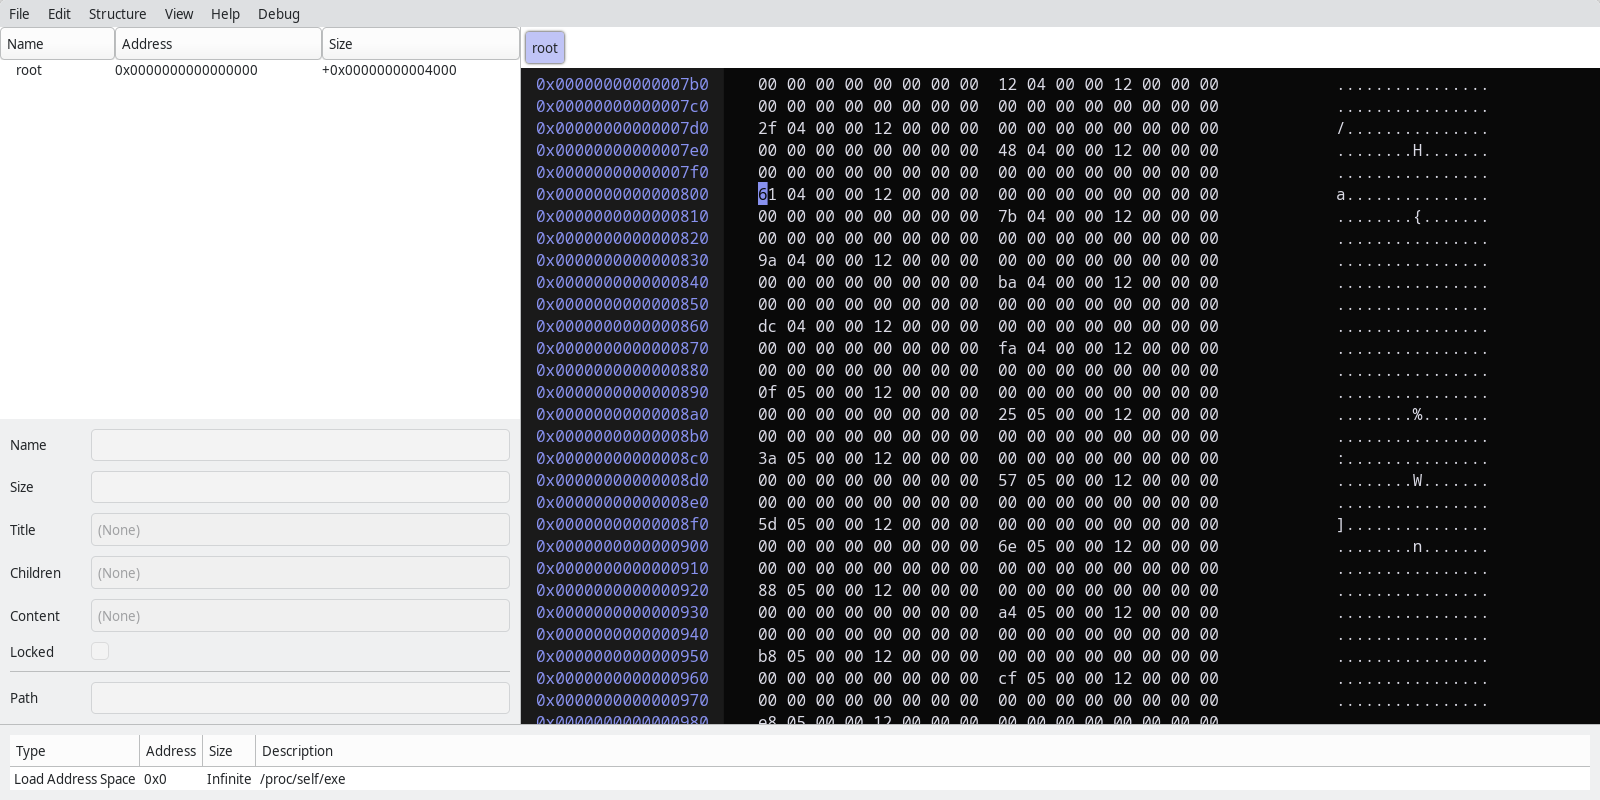 File Edit Structure View Help Debug
Name Address Size
root 0x0000000000000000 +0x00000000004000
root
0x00000000000007b0 00 00 00 00 00 00 00 00 12 04 00 00 12 00 00 00 ................
0x00000000000007c0 00 00 00 00 00 00 00 00 00 00 00 00 00 00 00 00 ................
0x00000000000007d0 2f 04 00 00 12 00 00 00 00 00 00 00 00 00 00 00 /...............
0x00000000000007e0 00 00 00 00 00 00 00 00 48 04 00 00 12 00 00 00 ........H.......
0x00000000000007f0 00 00 00 00 00 00 00 00 00 00 00 00 00 00 00 00 ................
0x0000000000000800 61 04 00 00 12 00 00 00 00 00 00 00 00 00 00 00 a...............
0x0000000000000810 00 00 00 00 00 00 00 00 7b 04 00 00 12 00 00 00 ........{.......
0x0000000000000820 00 00 00 00 00 00 00 00 00 00 00 00 00 00 00 00 ................
0x0000000000000830 9a 04 00 00 12 00 00 00 00 00 00 00 00 00 00 00 ................
0x0000000000000840 00 00 00 00 00 00 00 00 ba 04 00 00 12 00 00 00 ................
0x0000000000000850 00 00 00 00 00 00 00 00 00 00 00 00 00 00 00 00 ................
0x0000000000000860 dc 04 00 00 12 00 00 00 00 00 00 00 00 00 00 00 ................
0x0000000000000870 00 00 00 00 00 00 00 00 fa 04 00 00 12 00 00 00 ................
0x0000000000000880 00 00 00 00 00 00 00 00 00 00 00 00 00 00 00 00 ................
0x0000000000000890 0f 05 00 00 12 00 00 00 00 00 00 00 00 00 00 00 ................
0x00000000000008a0 00 00 00 00 00 00 00 00 25 05 00 00 12 00 00 00 ........%.......
0x00000000000008b0 00 00 00 00 00 00 00 00 00 00 00 00 00 00 00 00 ................
0x00000000000008c0 3a 05 00 00 12 00 00 00 00 00 00 00 00 00 00 00 :...............
0x00000000000008d0 00 00 00 00 00 00 00 00 57 05 00 00 12 00 00 00 ........W.......
0x00000000000008e0 00 00 00 00 00 00 00 00 00 00 00 00 00 00 00 00 ................
0x00000000000008f0 5d 05 00 00 12 00 00 00 00 00 00 00 00 00 00 00 ]...............
0x0000000000000900 00 00 00 00 00 00 00 00 6e 05 00 00 12 00 00 00 ........n.......
0x0000000000000910 00 00 00 00 00 00 00 00 00 00 00 00 00 00 00 00 ................
0x0000000000000920 88 05 00 00 12 00 00 00 00 00 00 00 00 00 00 00 ................
0x0000000000000930 00 00 00 00 00 00 00 00 a4 05 00 00 12 00 00 00 ................
0x0000000000000940 00 00 00 00 00 00 00 00 00 00 00 00 00 00 00 00 ................
0x0000000000000950 b8 05 00 00 12 00 00 00 00 00 00 00 00 00 00 00 ................
0x0000000000000960 00 00 00 00 00 00 00 00 cf 05 00 00 12 00 00 00 ................
0x0000000000000970 00 00 00 00 00 00 00 00 00 00 00 00 00 00 00 00 ................
0x0000000000000980 e8 05 00 00 12 00 00 00 00 00 00 00 00 00 00 00
Name
Size
Title (None)
Children (None)
Content (None)
Locked
Path
Type Address Size Description
Load Address Space 0x0 Infinite /proc/self/exe